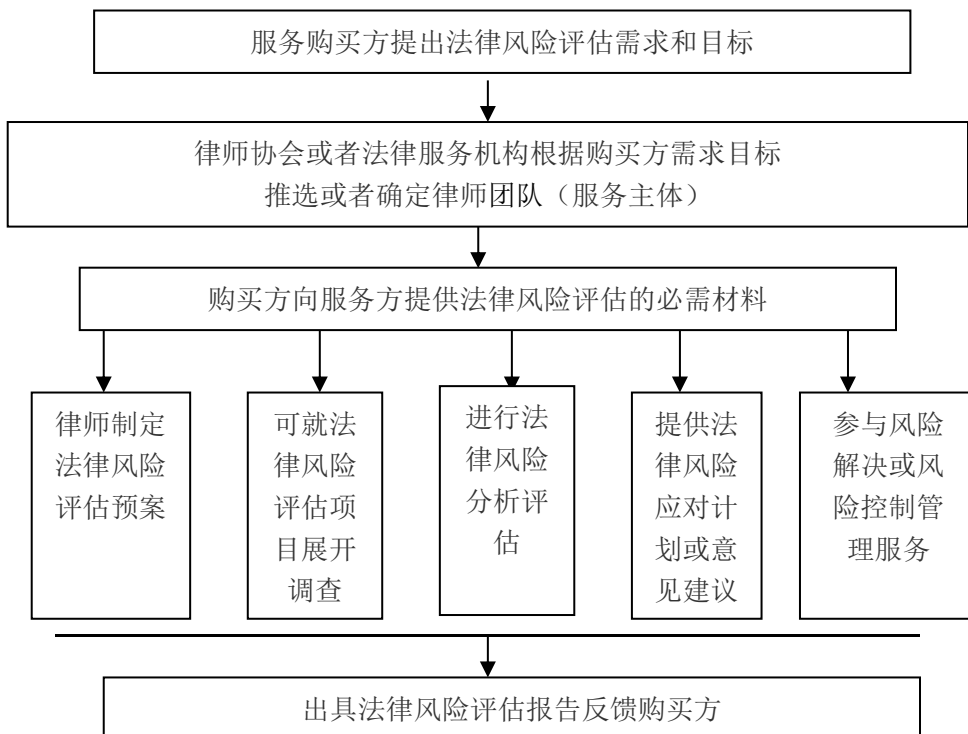 服务购买方提出法律风险评估需求和目标
律师协会或者法律服务机构根据购买方需求目标
推选或者确定律师团队（服务主体）
购买方向服务方提供法律风险评估的必需材料
律师制定
法律风险
评估预案
可就法
律风险
评估项
目展开
调查
进行法
律风险
分析评
估
提供法
律风险
应对计
划或意
见建议
参与风险
解决或风
险控制管
理服务
出具法律风险评估报告反馈购买方